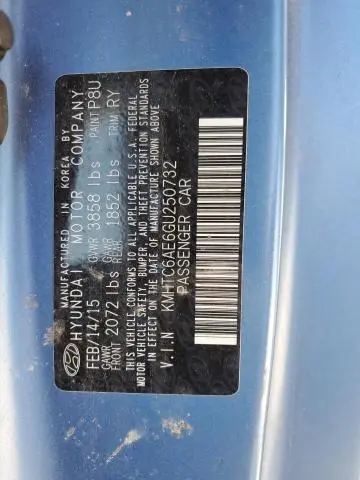 MANUFACTURED IN KOREA BY
HYUNDAI MOTOR COMPANY
FEB/14/15 GVWR 3858 lbs PAINT P8U
GAWR FRONT 2072 lbs GAWR REAR 1852 lbs TRIM RY
THIS VEHICLE CONFORMS TO ALL APPLICABLE U.S.A. FEDERAL
MOTOR VEHICLE SAFETY, BUMPER, AND THEFT PREVENTION STANDARDS
IN EFFECT ON THE DATE OF MANUFACTURE SHOWN ABOVE.
V.I.N KMHTC6AE6GU250732
PASSENGER CAR